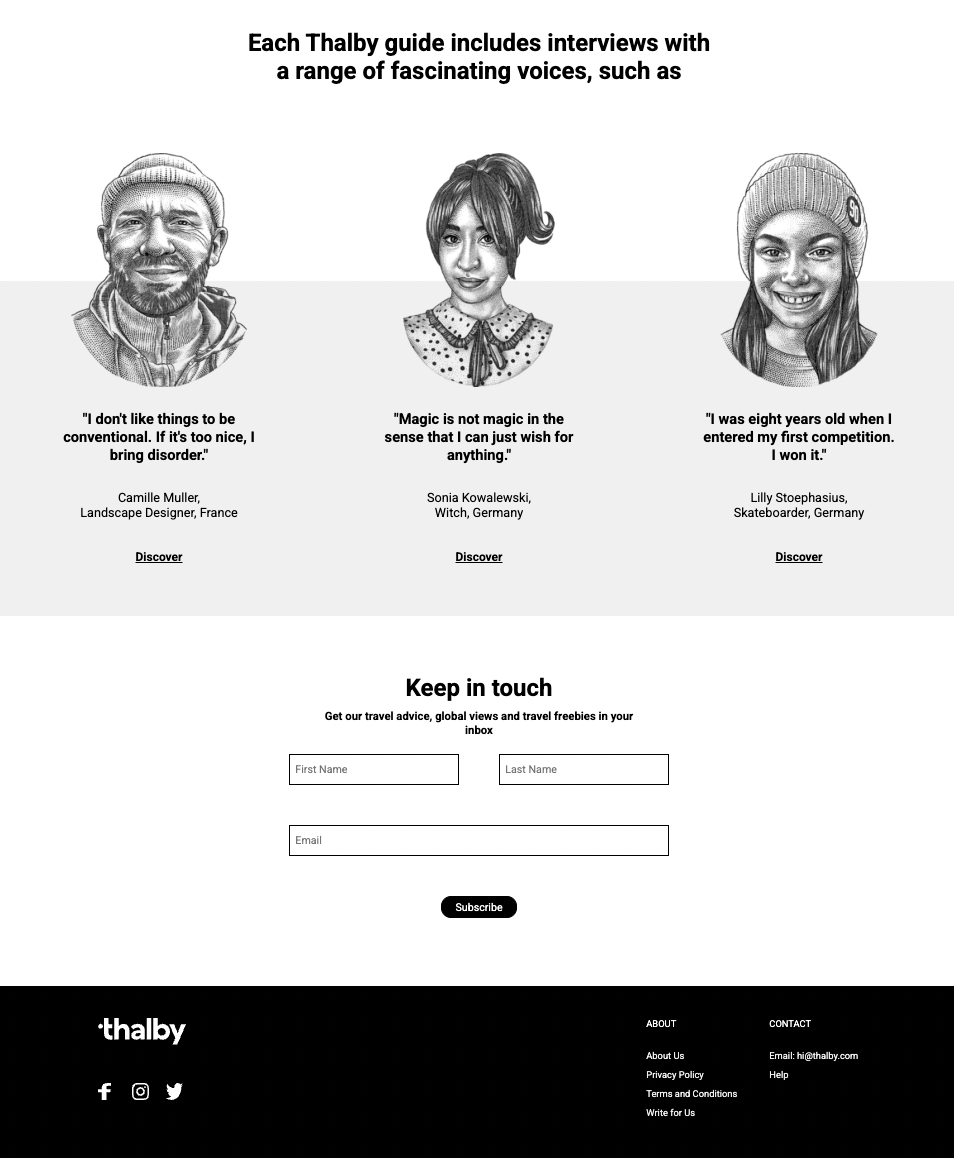 Each Thalby guide includes interviews with
a range of fascinating voices, such as
"I don't like things to be
conventional. If it's too nice, I
bring disorder."
Camille Muller,
Landscape Designer, France
Discover
"Magic is not magic in the
sense that I can just wish for
anything."
Sonia Kowalewski,
Witch, Germany
Discover
"I was eight years old when I
entered my first competition.
I won it."
Lilly Stoephasius,
Skateboarder, Germany
Discover
Keep in touch
Get our travel advice, global views and travel freebies in your
inbox
First Name
Last Name
Email
Subscribe
thalby
ABOUT
About Us
Privacy Policy
Terms and Conditions
Write for Us
CONTACT
Email: hi@thalby.com
Help